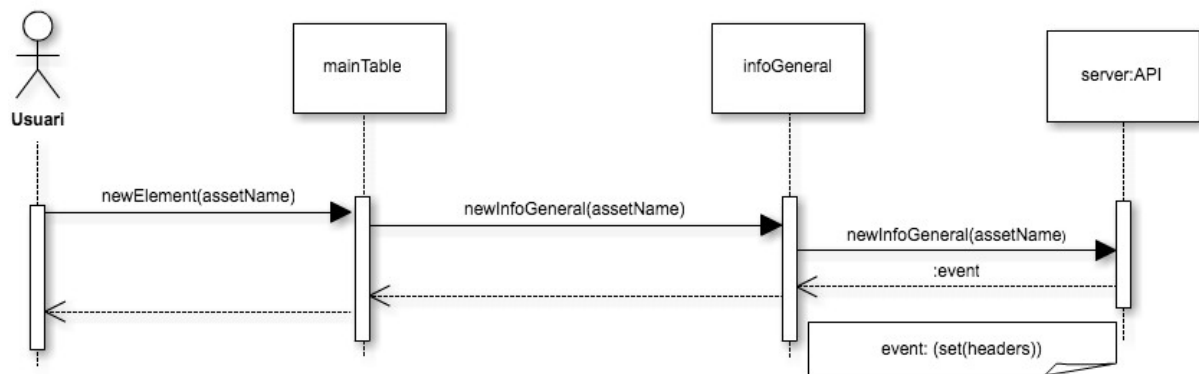 Usuari
mainTable
infoGeneral
server:API
newElement(assetName)
newInfoGeneral(assetName)
newInfoGeneral(assetName)
:event
event: (set(headers))